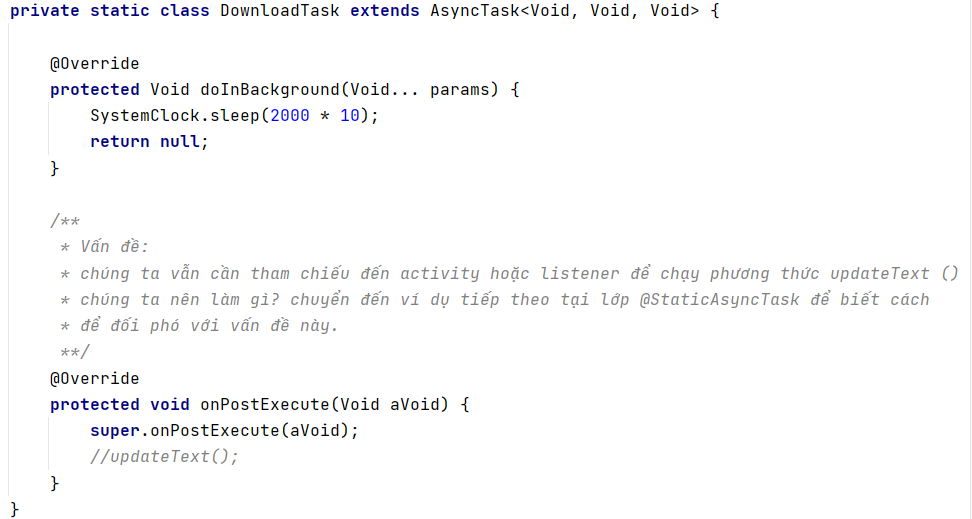 private static class DownloadTask extends AsyncTask<Void, Void, Void> {
@Override
protected Void doInBackground(Void... params) {
SystemClock.sleep(2000 * 10);
return null;
}
/**
* Vấn đề:
* chúng ta vẫn cần tham chiếu đến activity hoặc listener để chạy phương thức updateText ()
* chúng ta nên làm gì? chuyển đến ví dụ tiếp theo tại lớp @StaticAsyncTask để biết cách
* để đối phó với vấn đề này.
**/
@Override
protected void onPostExecute(Void aVoid) {
super.onPostExecute(aVoid);
//updateText();
}
}